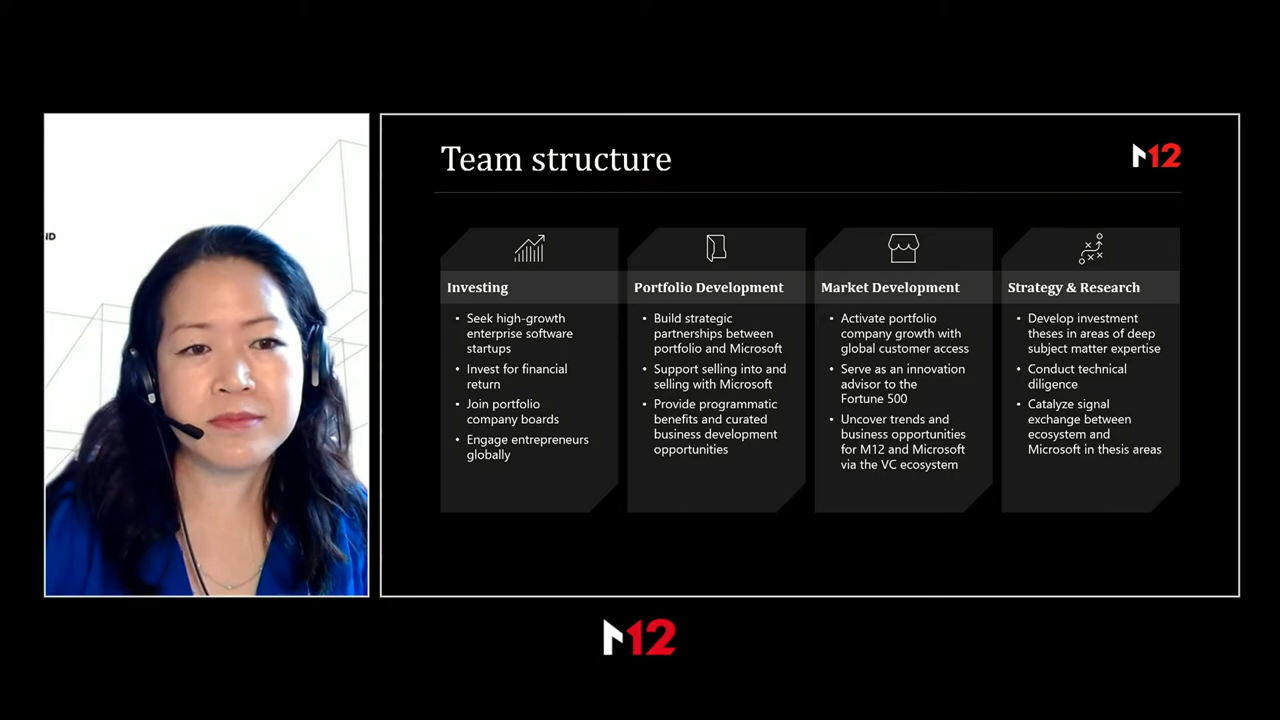 ND
Team structure
M12
Investing
• Seek high-growth
enterprise software
startups
• Invest for financial
return
• Join portfolio
company boards
• Engage entrepreneurs
globally
Portfolio Development
• Build strategic
partnerships between
portfolio and Microsoft
• Support selling into and
selling with Microsoft
• Provide programmatic
benefits and curated
business development
opportunities
Market Development
• Activate portfolio
company growth with
global customer access
• Serve as an innovation
advisor to the
Fortune 500
• Uncover trends and
business opportunities
for M12 and Microsoft
via the VC ecosystem
Strategy & Research
• Develop investment
theses in areas of deep
subject matter expertise
• Conduct technical
diligence
• Catalyze signal
exchange between
ecosystem and
Microsoft in thesis areas
M12